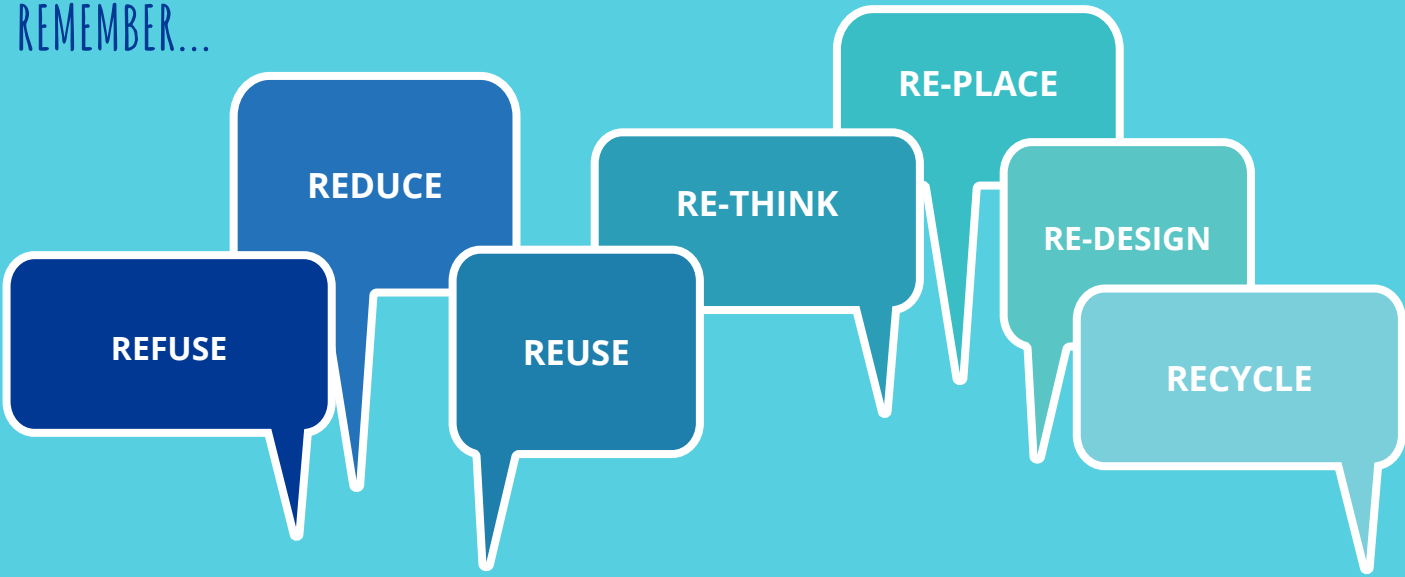 REMEMBER...
REFUSE
REDUCE
REUSE
RE-THINK
RE-PLACE
RE-DESIGN
RECYCLE